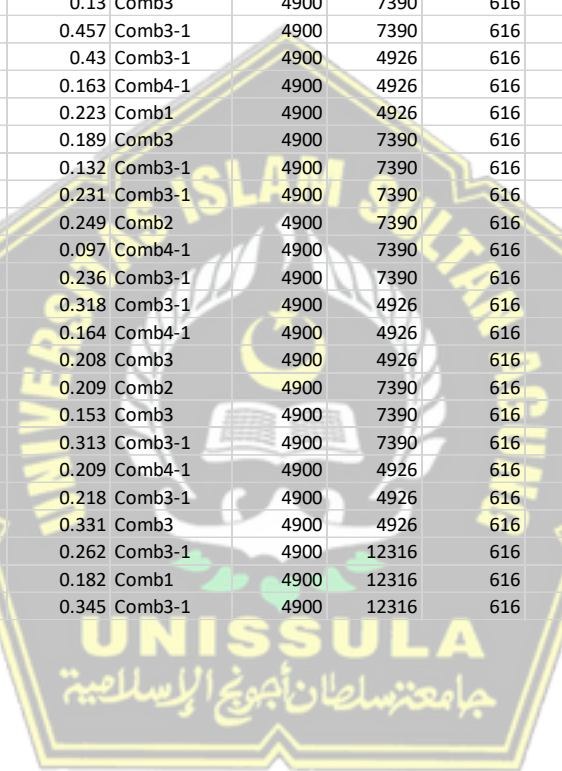 0.13 Comb3 4900 7390 616
0.457 Comb3-1 4900 7390 616
0.43 Comb3-1 4900 4926 616
0.163 Comb4-1 4900 4926 616
0.223 Comb1 4900 4926 616
0.189 Comb3 4900 7390 616
0.132 Comb3-1 4900 7390 616
0.231 Comb3-1 4900 7390 616
0.249 Comb2 4900 7390 616
0.097 Comb4-1 4900 7390 616
0.236 Comb3-1 4900 7390 616
0.318 Comb3-1 4900 4926 616
0.164 Comb4-1 4900 4926 616
0.208 Comb3 4900 4926 616
0.209 Comb2 4900 7390 616
0.153 Comb3 4900 7390 616
0.313 Comb3-1 4900 7390 616
0.209 Comb4-1 4900 4926 616
0.218 Comb3-1 4900 4926 616
0.331 Comb3 4900 4926 616
0.262 Comb3-1 4900 12316 616
0.182 Comb1 4900 12316 616
0.345 Comb3-1 4900 12316 616
UNIVERSITAS ISLAM SULTAN AGUNG
UNISSULA
جامعة سلطان أجونج الإسلامية